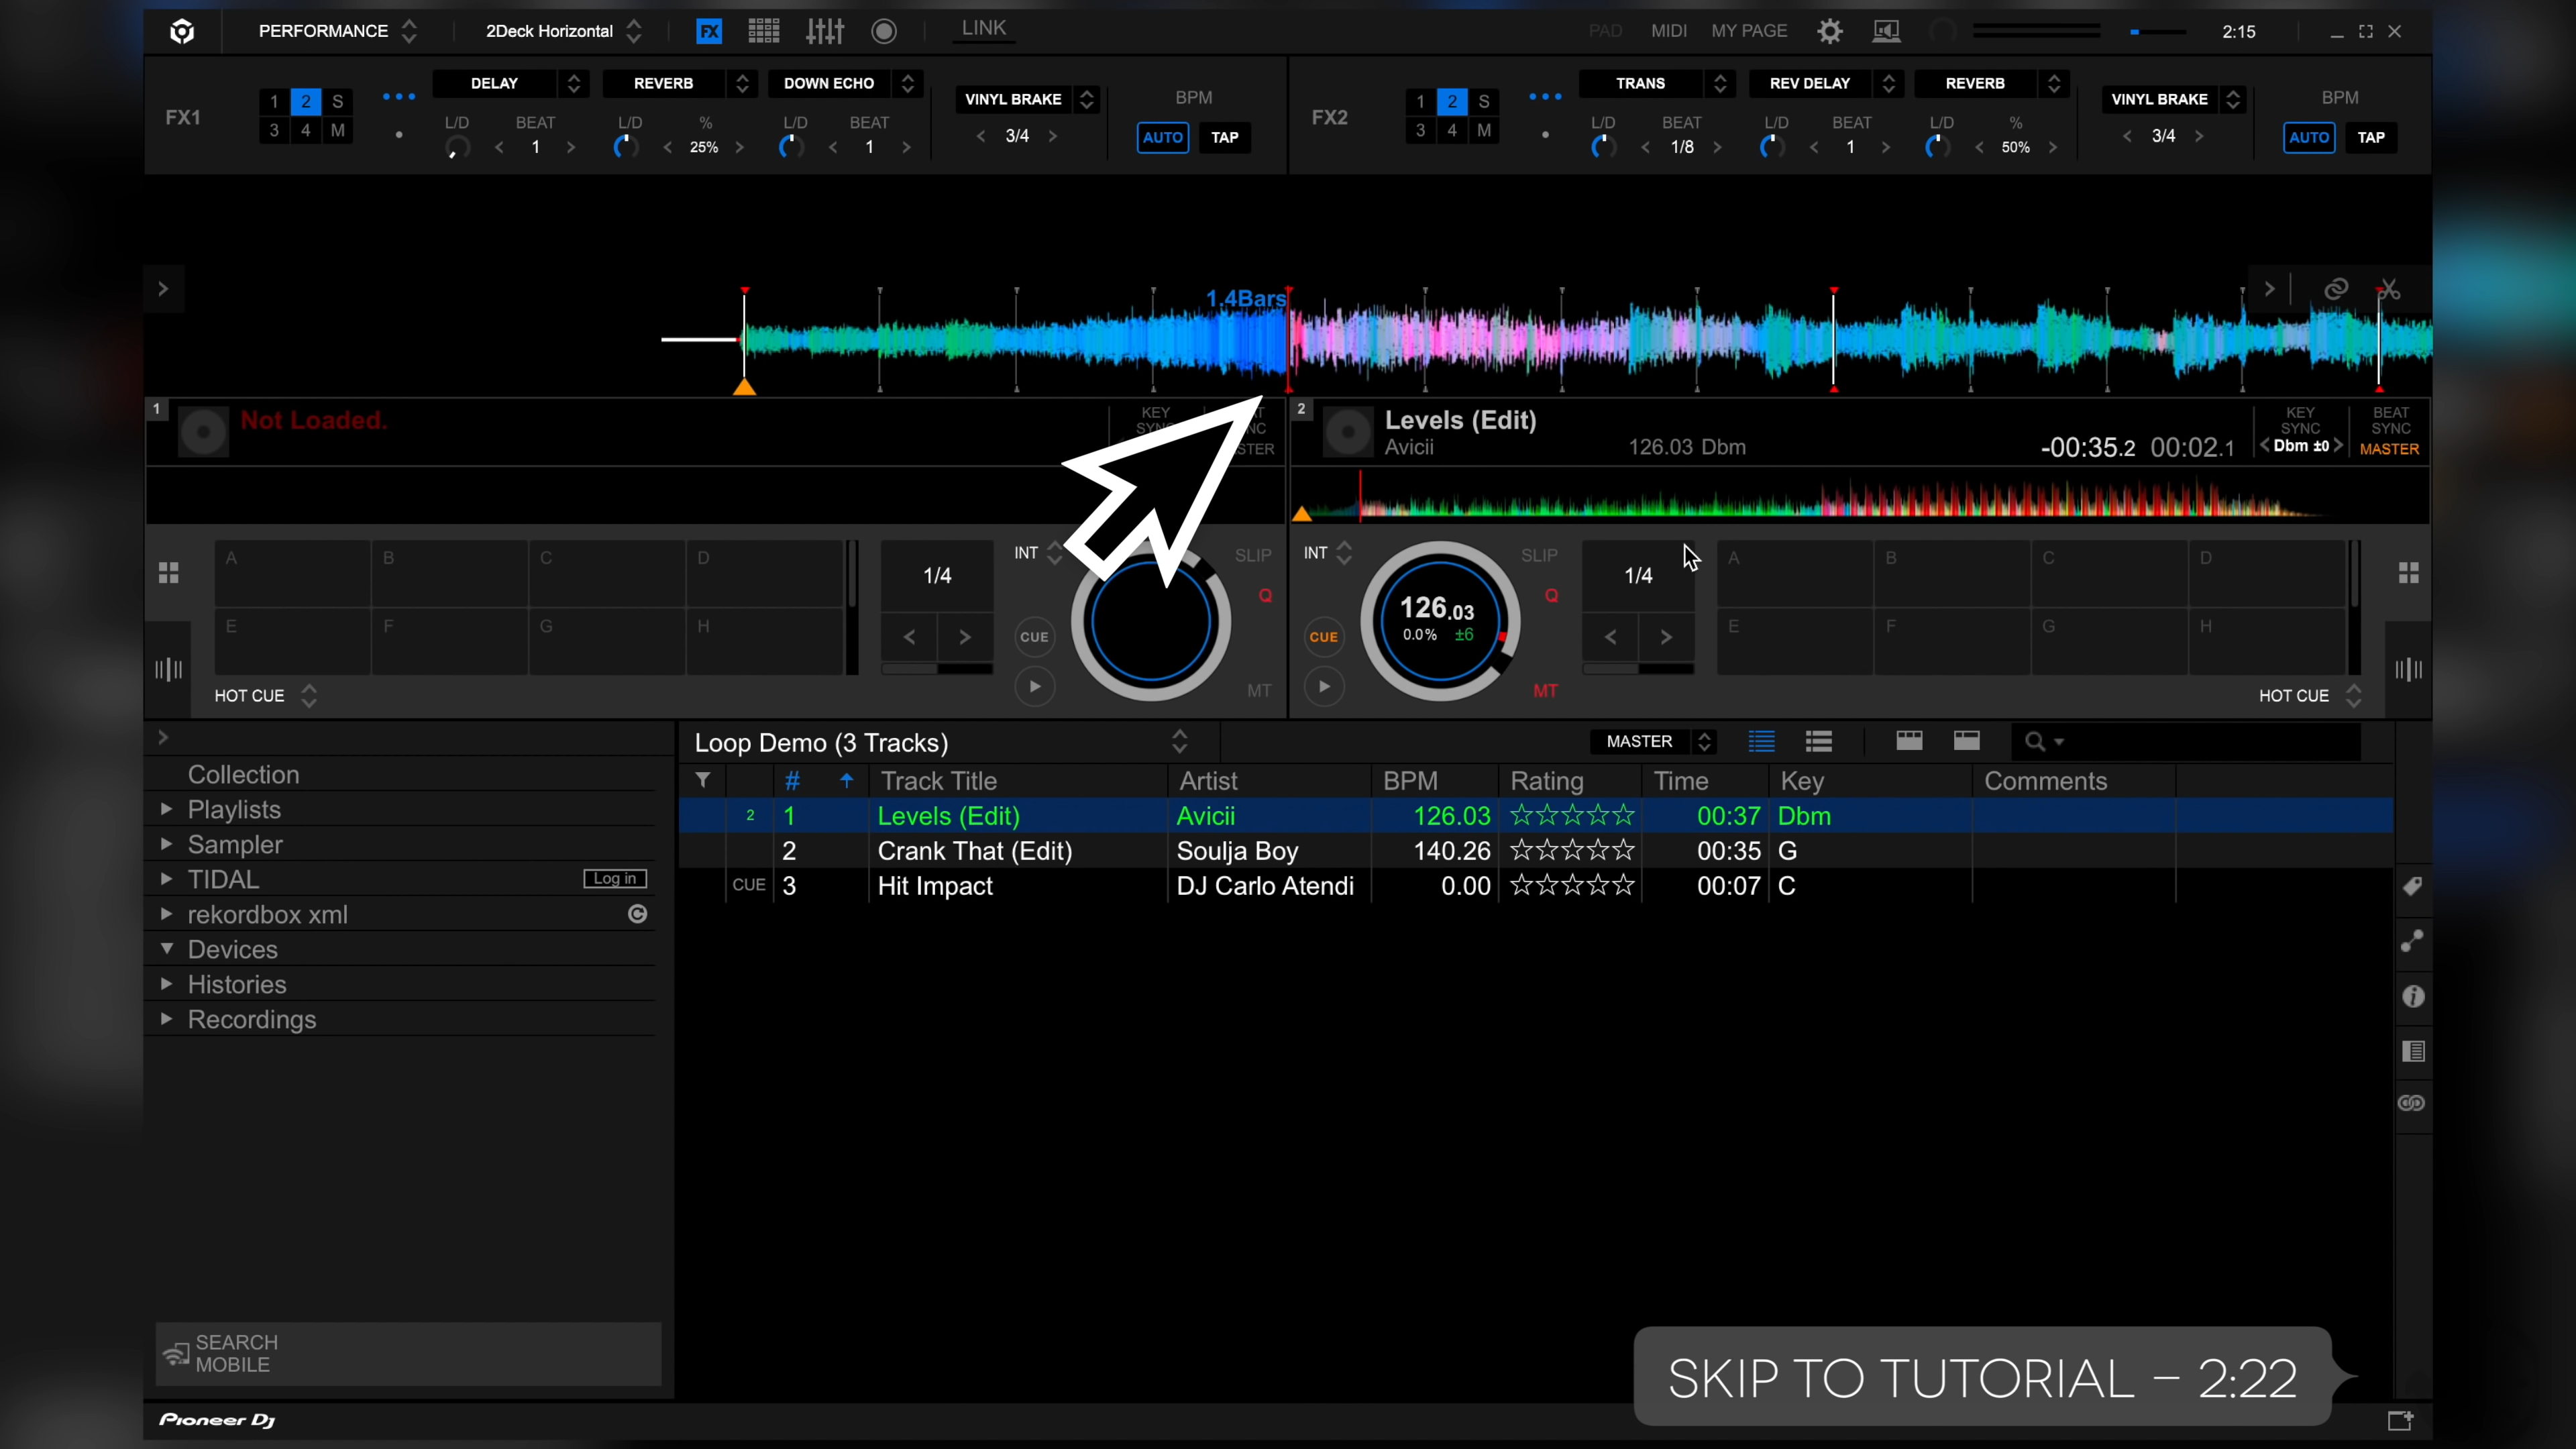 PERFORMANCE 2Deck Horizontal FX LINK PAD MIDI MY PAGE 2:15
FX1 1 2 S 3 4 M DELAY REVERB DOWN ECHO VINYL BRAKE BPM
L/D BEAT L/D % L/D BEAT
1 25% 1 3/4 AUTO TAP
FX2 1 2 S 3 4 M TRANS REV DELAY REVERB VINYL BRAKE BPM
L/D BEAT L/D BEAT L/D %
1/8 1 50% 3/4 AUTO TAP
1.4Bars
1 Not Loaded. KEY
2 Levels (Edit) KEY SYNC BEAT SYNC
Avicii 126.03 Dbm -00:35.2 00:02.1 Dbm ±0 MASTER
A B C D 1/4 INT SLIP
E F G H CUE Q
HOT CUE MT
INT 126.03 SLIP 1/4 A B C D
CUE 0.0% ±6 Q E F G H
MT HOT CUE
Loop Demo (3 Tracks) MASTER
# Track Title Artist BPM Rating Time Key Comments
2 1 Levels (Edit) Avicii 126.03 ☆☆☆☆☆ 00:37 Dbm
2 Crank That (Edit) Soulja Boy 140.26 ☆☆☆☆☆ 00:35 G
CUE 3 Hit Impact DJ Carlo Atendi 0.00 ☆☆☆☆☆ 00:07 C
Collection
Playlists
Sampler
TIDAL Log in
rekordbox xml
Devices
Histories
Recordings
SEARCH
MOBILE
SKIP TO TUTORIAL – 2:22
Pioneer Dj